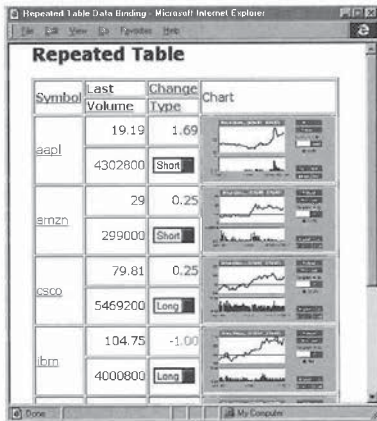 Repeated Table Data Binding - Microsoft Internet Explorer
File Edit View Go Favorites Help
Repeated Table
Symbol Last Change Chart
Volume Type
aapl 19.19 1.69
4302800 Short
amzn 29 0.25
299000 Short
csco 79.81 0.25
5469200 Long
ibm 104.75 -1.00
4000800 Long
Done My Computer